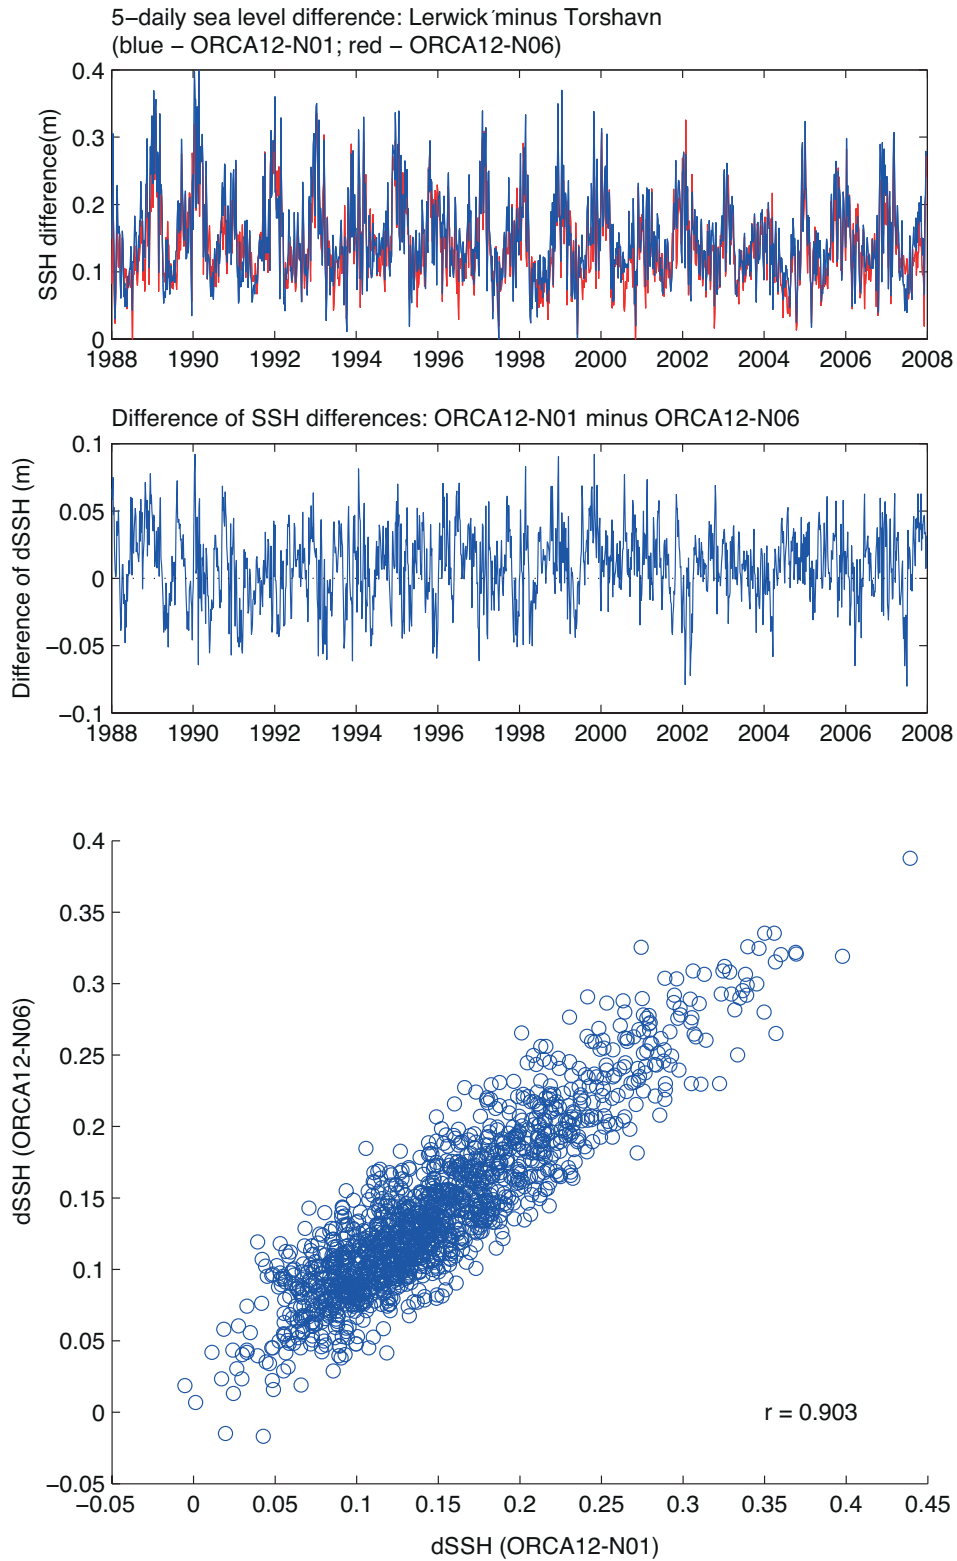 5−daily sea level difference: Lerwick minus Torshavn
(blue − ORCA12-N01; red − ORCA12-N06)
SSH difference(m)
0.4
0.3
0.2
0.1
0
1988 1990 1992 1994 1996 1998 2000 2002 2004 2006 2008
Difference of SSH differences: ORCA12-N01 minus ORCA12-N06
Difference of dSSH (m)
0.1
0.05
0
−0.05
−0.1
1988 1990 1992 1994 1996 1998 2000 2002 2004 2006 2008
dSSH (ORCA12-N06)
0.4
0.35
0.3
0.25
0.2
0.15
0.1
0.05
0
−0.05
r = 0.903
−0.05 0 0.05 0.1 0.15 0.2 0.25 0.3 0.35 0.4 0.45
dSSH (ORCA12-N01)